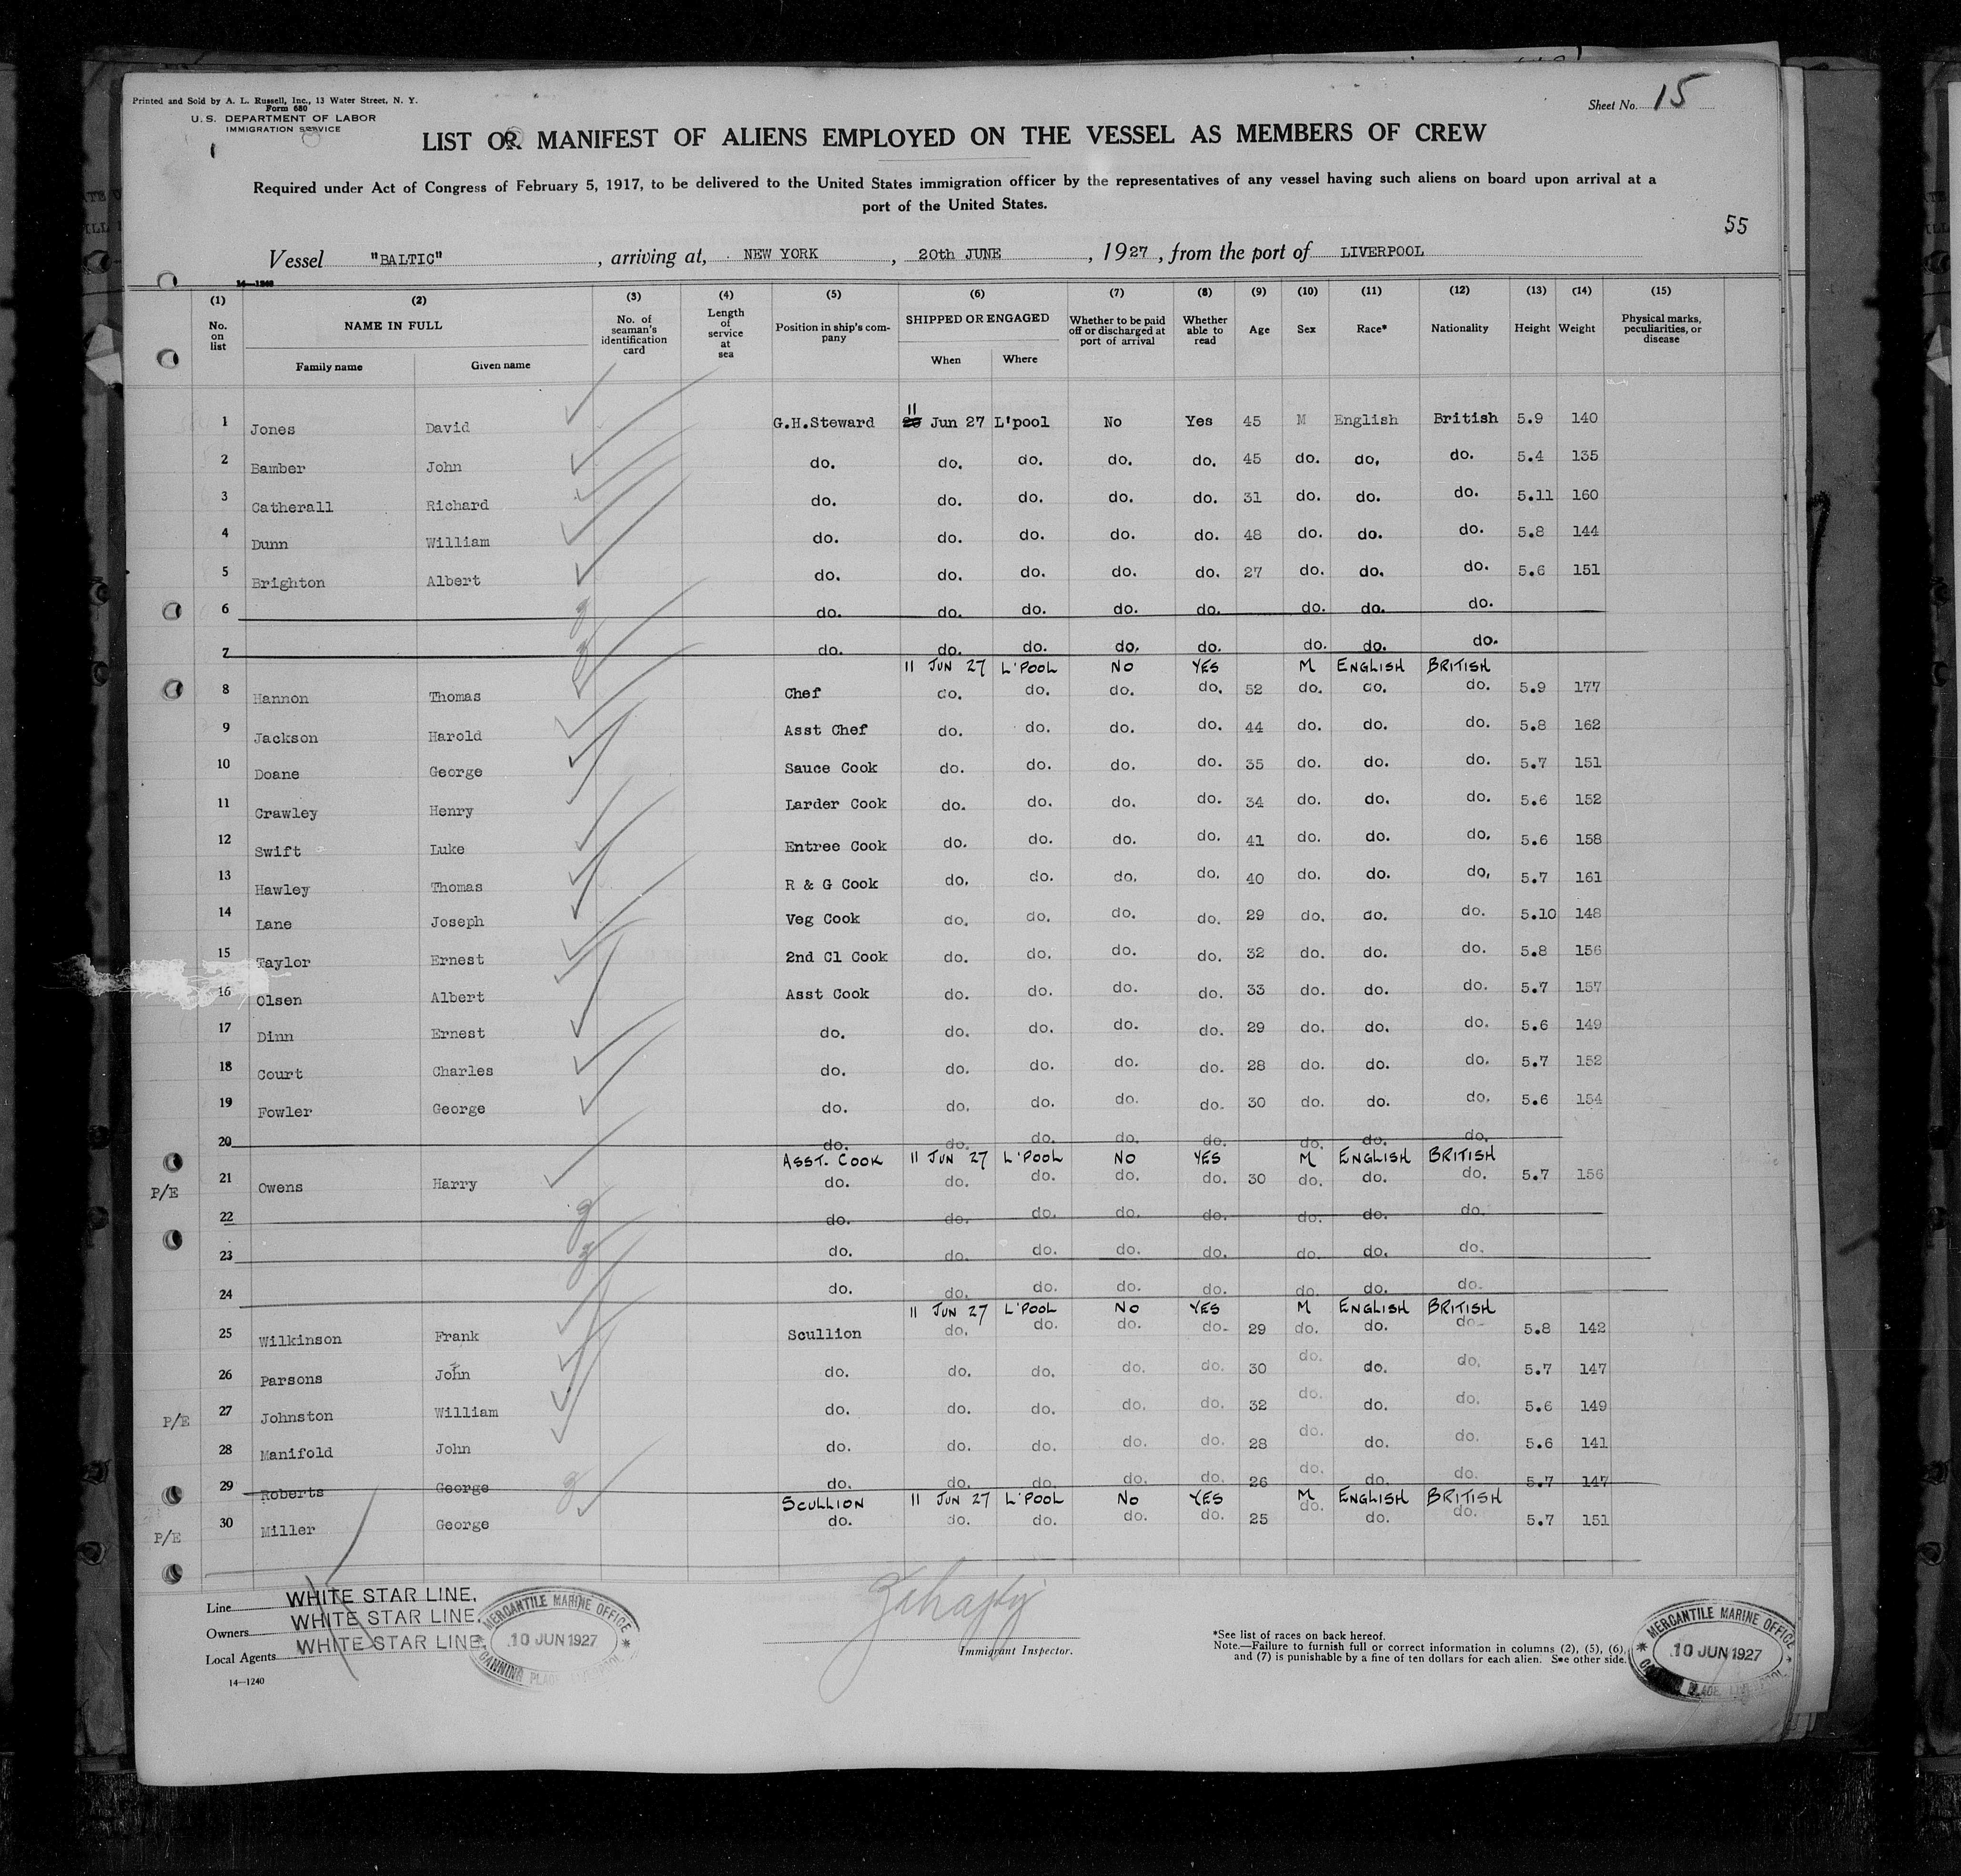 Printed and Sold by A. L. Russell, Inc., 13 Water Street, N. Y.
Form 680
U. S. DEPARTMENT OF LABOR
IMMIGRATION SERVICE
Sheet No. 15
LIST OR MANIFEST OF ALIENS EMPLOYED ON THE VESSEL AS MEMBERS OF CREW
Required under Act of Congress of February 5, 1917, to be delivered to the United States immigration officer by the representatives of any vessel having such aliens on board upon arrival at a
port of the United States.
55
Vessel "BALTIC", arriving at, NEW YORK, 20th JUNE, 1927, from the port of LIVERPOOL
14—1240
(1) (2) (3) (4) (5) (6) (7) (8) (9) (10) (11) (12) (13) (14) (15)
No. on list NAME IN FULL Family name Given name No. of seaman's identification card Length of service at sea Position in ship's company SHIPPED OR ENGAGED When Where Whether to be paid off or discharged at port of arrival Whether able to read Age Sex Race* Nationality Height Weight Physical marks, peculiarities, or disease
1 Jones David G.H.Steward 11 Jun 27 L'pool No Yes 45 M English British 5.9 140
2 Bamber John do. do. do. do. do. 45 do. do, do. 5.4 135
3 Catherall Richard do. do. do. do. do. 31 do. do. do. 5.11 160
4 Dunn William do. do. do. do. do. 48 do. do. do. 5.8 144
5 Brighton Albert do. do. do. do. do. 27 do. do. do. 5.6 151
6 do. do. do. do. do. do. do. do.
7 do. do. do. do. do. do. do. do.
11 JUN 27 L'POOL NO YES M ENGLISH BRITISH
8 Hannon Thomas Chef do. do. do. do. 52 do. do. do. 5.9 177
9 Jackson Harold Asst Chef do. do. do. do. 44 do. do. do. 5.8 162
10 Doane George Sauce Cook do. do. do. do. 35 do. do. do. 5.7 151
11 Crawley Henry Larder Cook do. do. do. do. 34 do. do. do. 5.6 152
12 Swift Luke Entree Cook do. do. do. do. 41 do. do. do, 5.6 158
13 Hawley Thomas R & G Cook do. do. do. do. 40 do. do. do, 5.7 161
14 Lane Joseph Veg Cook do. do. do. do. 29 do. do. do. 5.10 148
15 Taylor Ernest 2nd Cl Cook do. do. do. do. 32 do. do. do. 5.8 156
16 Olsen Albert Asst Cook do. do. do. do. 33 do. do. do. 5.7 157
17 Dinn Ernest do. do. do. do. do. 29 do. do. do. 5.6 149
18 Court Charles do. do. do. do. do. 28 do. do. do. 5.7 152
19 Fowler George do. do. do. do. do. 30 do. do. do. 5.6 154
20 do. do. do. do. do. do. do. do.
ASST. COOK 11 JUN 27 L'POOL NO YES M ENGLISH BRITISH
P/E 21 Owens Harry do. do. do. do. do. 30 do. do. do. 5.7 156
22 do. do. do. do. do. do. do. do.
23 do. do. do. do. do. do. do. do.
24 do. do. do. do. do. do. do. do.
11 JUN 27 L'POOL NO YES M ENGLISH BRITISH
25 Wilkinson Frank Scullion do. do. do. do. 29 do. do. do. 5.8 142
26 Parsons John do. do. do. do. do. 30 do. do. do. 5.7 147
P/E 27 Johnston William do. do. do. do. do. 32 do. do. do. 5.6 149
28 Manifold John do. do. do. do. do. 28 do. do. do. 5.6 141
29 Roberts George do. do. do. do. do. 26 do. do. do. 5.7 147
SCULLION 11 JUN 27 L'POOL NO YES M ENGLISH BRITISH
P/E 30 Miller George do. do. do. do. do. 25 do. do. do. 5.7 151
Line WHITE STAR LINE.
Owners WHITE STAR LINE.
Local Agents WHITE STAR LINE.
14—1240
MERCANTILE MARINE OFFICE
10 JUN 1927
CANNING PLACE LIVERPOOL
Immigrant Inspector.
*See list of races on back hereof.
Note.—Failure to furnish full or correct information in columns (2), (5), (6),
and (7) is punishable by a fine of ten dollars for each alien. See other side.
MERCANTILE MARINE OFFICE
10 JUN 1927
CANNING PLACE LIVERPOOL